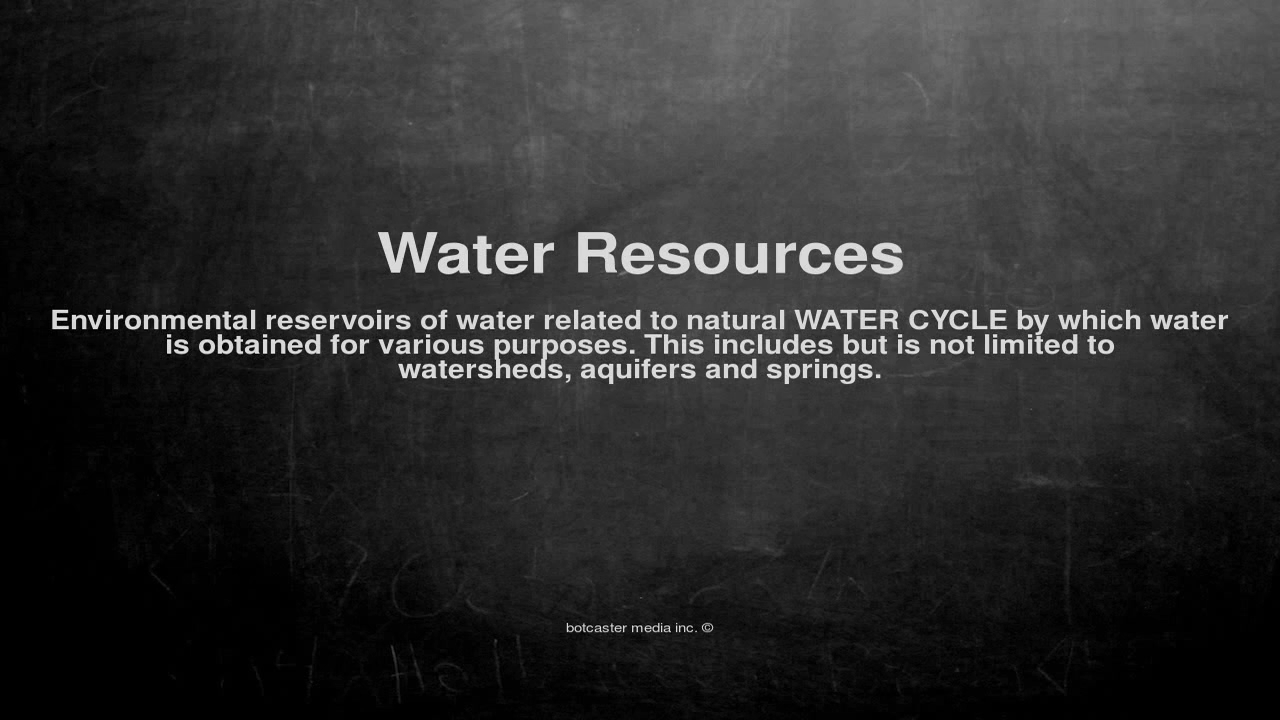 Water Resources
Environmental reservoirs of water related to natural WATER CYCLE by which water
is obtained for various purposes. This includes but is not limited to
watersheds, aquifers and springs.
botcaster media inc. ©